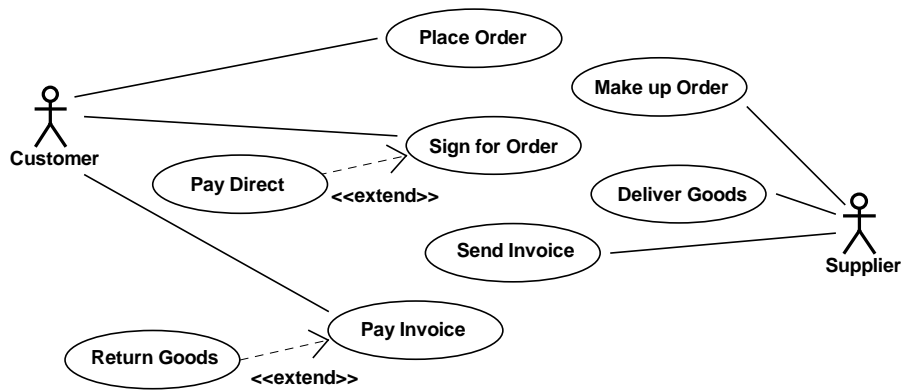 Place Order
Make up Order
Customer
Sign for Order
Pay Direct
<<extend>>
Deliver Goods
Send Invoice
Supplier
Pay Invoice
Return Goods
<<extend>>